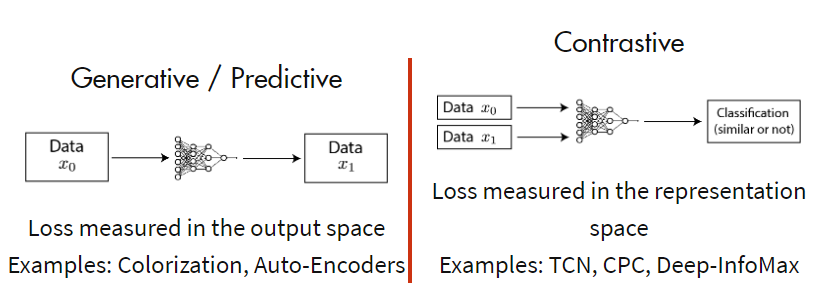 Generative / Predictive
Data
x₀
Data
x₁
Loss measured in the output space
Examples: Colorization, Auto-Encoders
Contrastive
Data x₀
Data x₁
Classification
(similar or not)
Loss measured in the representation
space
Examples: TCN, CPC, Deep-InfoMax